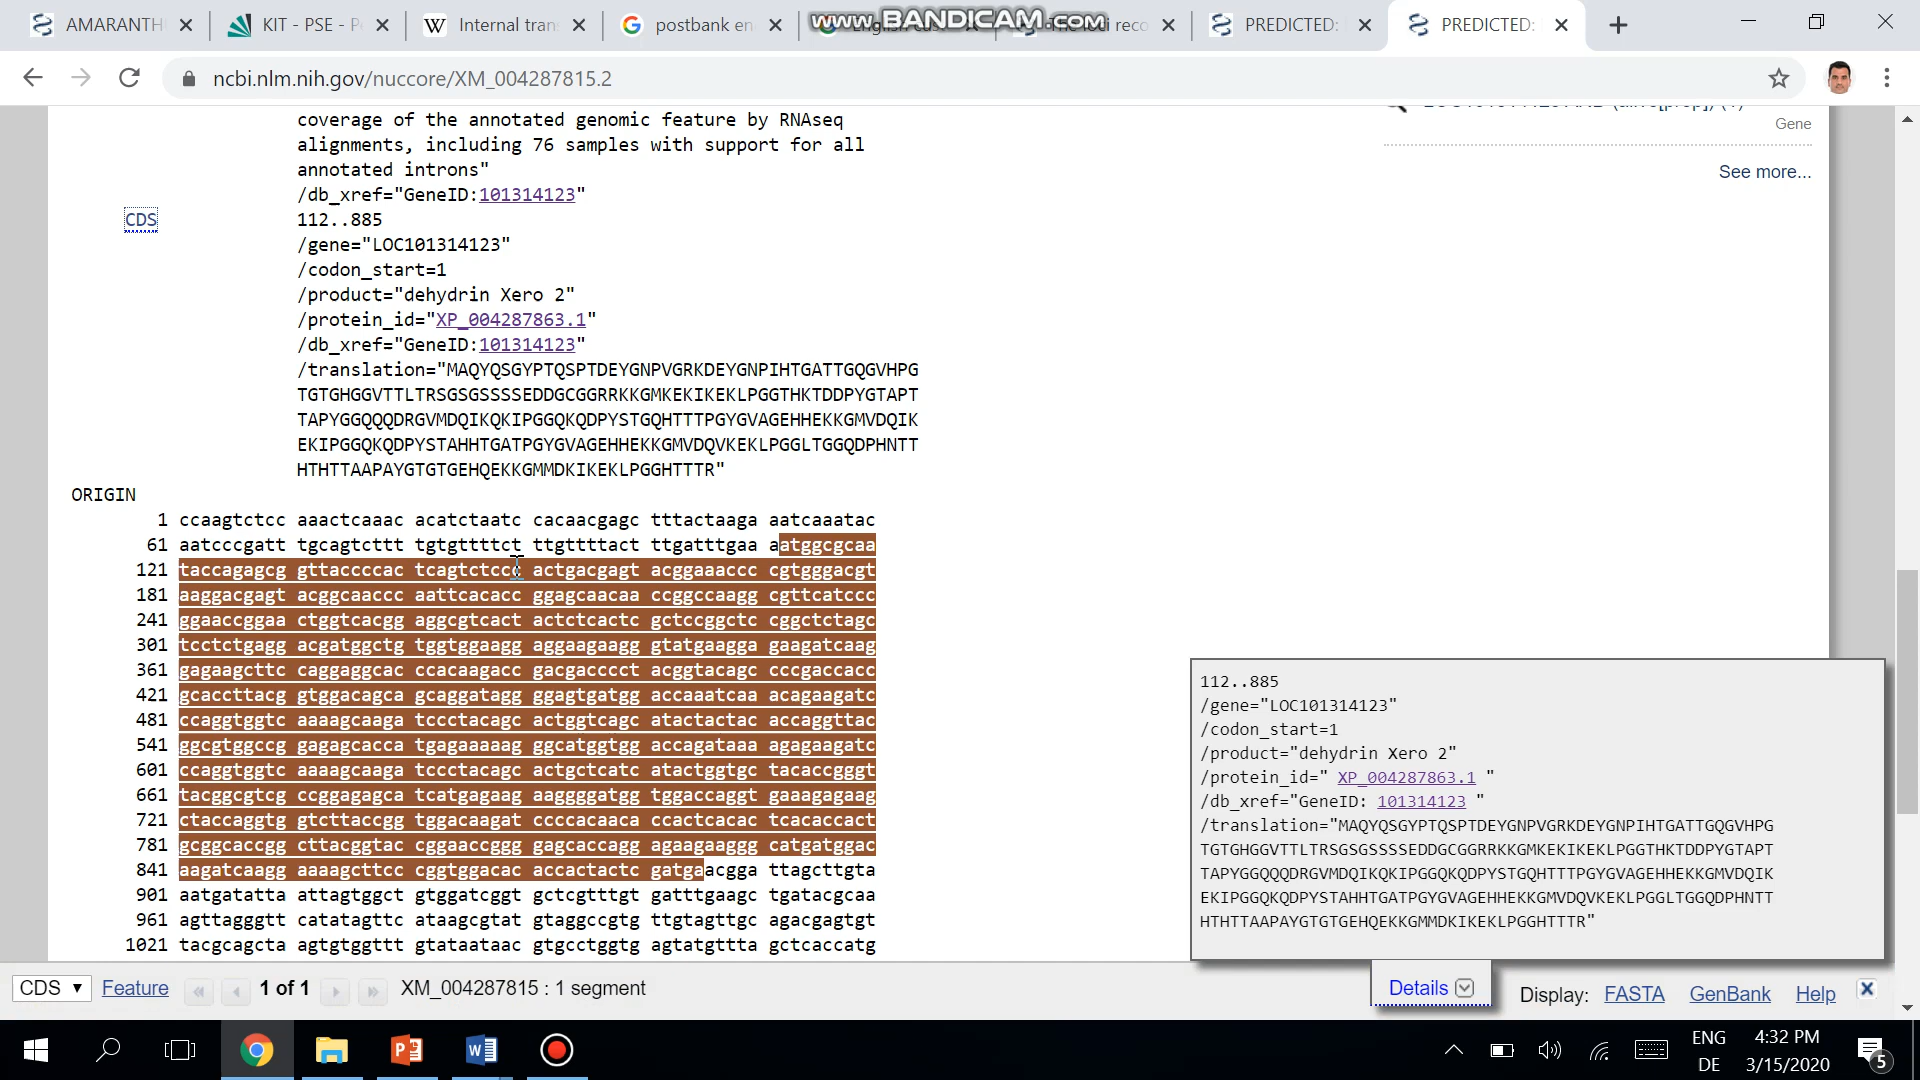 AMARANTH
KIT - PSE - P
Internal tran
postbank en
www.BANDICAM.com
PREDICTED:
PREDICTED:
ncbi.nlm.nih.gov/nuccore/XM_004287815.2
coverage of the annotated genomic feature by RNAseq
alignments, including 76 samples with support for all
annotated introns"
/db_xref="GeneID:101314123"
CDS 112..885
/gene="LOC101314123"
/codon_start=1
/product="dehydrin Xero 2"
/protein_id="XP_004287863.1"
/db_xref="GeneID:101314123"
/translation="MAQYQSGYPTQSPTDEYGNPVGRKDEYGNPIHTGATTGQGVHPG
TGTGHGGVTTLTRSGSGSSSSEDDGCGGRRKKGMKEKIKEKLPGGTHKTDDPYGTAPT
TAPYGGQQQDRGVMDQIKQKIPGGQKQDPYSTGQHTTTPGYGVAGEHHEKKGMVDQIK
EKIPGGQKQDPYSTAHHTGATPGYGVAGEHHEKKGMVDQVKEKLPGGLTGGQDPHNTT
HTHTTAAPAYGTGTGEHQEKKGMMDKIKEKLPGGHTTTR"
ORIGIN
1 ccaagtctcc aaactcaaac acatctaatc cacaacgagc tttactaaga aatcaaatac
61 aatcccgatt tgcagtcttt tgtgttttct ttgttttact ttgatttgaa aatggcgcaa
121 taccagagcg gttaccccac tcagtctccc actgacgagt acggaaaccc cgtgggacgt
181 aaggacgagt acggcaaccc aattcacacc ggagcaacaa ccggccaagg cgttcatccc
241 ggaaccggaa ctggtcacgg aggcgtcact actctcactc gctccggctc cggctctagc
301 tcctctgagg acgatggctg tggtggaagg aggaagaagg gtatgaagga gaagatcaag
361 gagaagcttc caggaggcac ccacaagacc gacgacccct acggtacagc cccgaccacc
421 gcaccttacg gtggacagca gcaggatagg ggagtgatgg accaaatcaa acagaagatc
481 ccaggtggtc aaaagcaaga tccctacagc actggtcagc atactactac accaggttac
541 ggcgtggccg gagagcacca tgagaaaaag ggcatggtgg accagataaa agagaagatc
601 ccaggtggtc aaaagcaaga tccctacagc actgctcatc atactggtgc tacaccgggt
661 tacggcgtcg ccggagagca tcatgagaag aaggggatgg tggaccaggt gaaagagaag
721 ctaccaggtg gtcttaccgg tggacaagat ccccacaaca ccactcacac tcacaccact
781 gcggcaccgg cttacggtac cggaaccggg gagcaccagg agaagaaggg catgatggac
841 aagatcaagg aaaagcttcc cggtggacac accactactc gatgaacgga ttagcttgta
901 aatgatatta attagtggct gtggatcggt gctcgtttgt gatttgaagc tgatacgcaa
961 agttagggtt catatagttc ataagcgtat gtaggccgtg ttgtagttgc agacgagtgt
1021 tacgcagcta agtgtggttt gtataataac gtgcctggtg agtatgttta gctcaccatg
Gene
See more...
112..885
/gene="LOC101314123"
/codon_start=1
/product="dehydrin Xero 2"
/protein_id=" XP_004287863.1 "
/db_xref="GeneID: 101314123 "
/translation="MAQYQSGYPTQSPTDEYGNPVGRKDEYGNPIHTGATTGQGVHPG
TGTGHGGVTTLTRSGSGSSSSEDDGCGGRRKKGMKEKIKEKLPGGTHKTDDPYGTAPT
TAPYGGQQQDRGVMDQIKQKIPGGQKQDPYSTGQHTTTPGYGVAGEHHEKKGMVDQIK
EKIPGGQKQDPYSTAHHTGATPGYGVAGEHHEKKGMVDQVKEKLPGGLTGGQDPHNTT
HTHTTAAPAYGTGTGEHQEKKGMMDKIKEKLPGGHTTTR"
CDS Feature 1 of 1 XM_004287815 : 1 segment
Details
Display: FASTA GenBank Help
ENG
DE
4:32 PM
3/15/2020
5